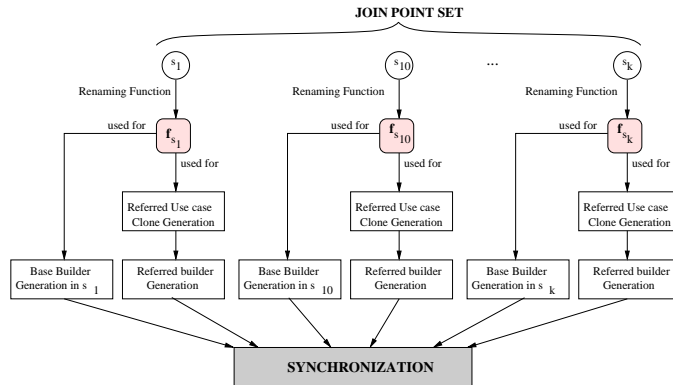 JOIN POINT SET
s1 s10 ... sk
Renaming Function Renaming Function Renaming Function
used for used for used for
fs1 fs10 fsk
used for used for used for
Referred Use case Referred Use case Referred Use case
Clone Generation Clone Generation Clone Generation
Base Builder Referred builder Base Builder Referred builder Base Builder Referred builder
Generation in s 1 Generation Generation in s 10 Generation Generation in s k Generation
SYNCHRONIZATION